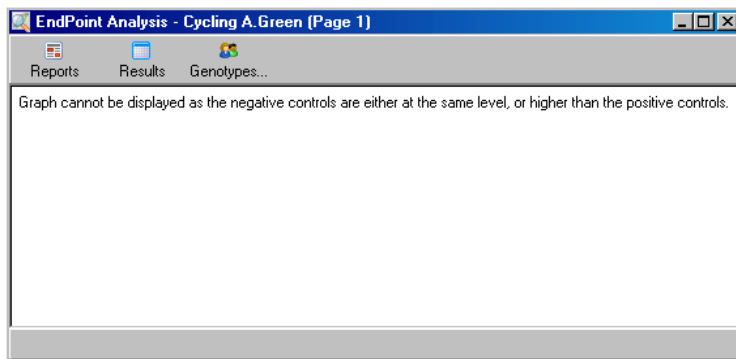 EndPoint Analysis - Cycling A.Green (Page 1)
Reports Results Genotypes...
Graph cannot be displayed as the negative controls are either at the same level, or higher than the positive controls.